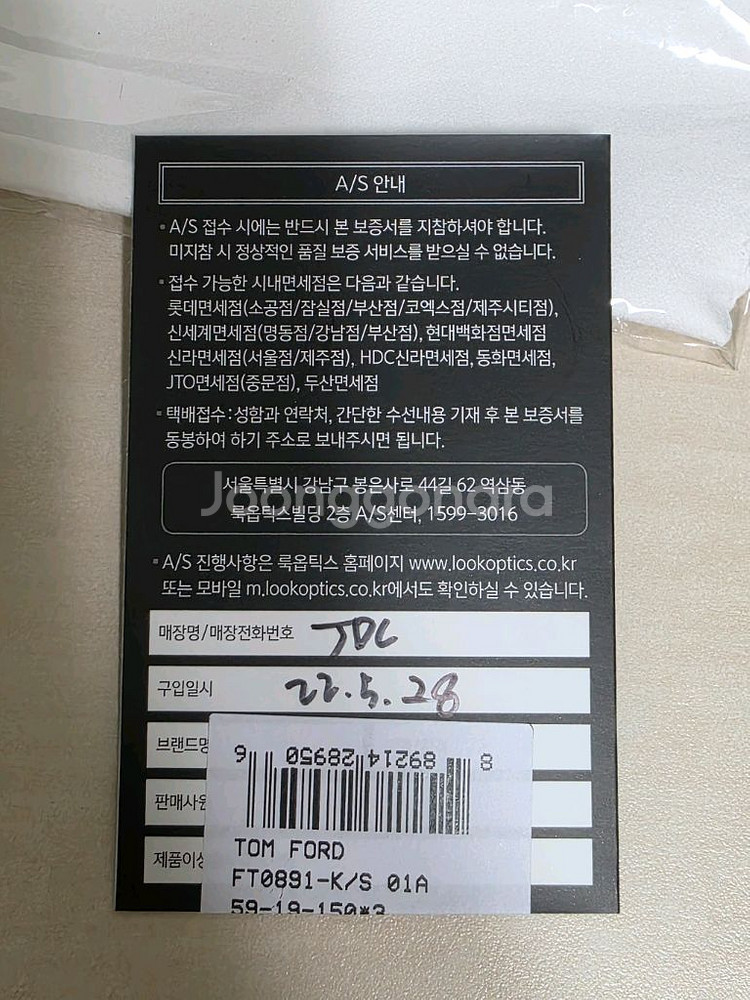 A/S 안내
▪ A/S 접수 시에는 반드시 본 보증서를 지참하셔야 합니다.
미지참 시 정상적인 품질 보증 서비스를 받으실 수 없습니다.
▪ 접수 가능한 시내면세점은 다음과 같습니다.
롯데면세점(소공점/잠실점/부산점/코엑스점/제주시티점),
신세계면세점(명동점/강남점/부산점), 현대백화점면세점
신라면세점(서울점/제주점), HDC신라면세점, 동화면세점,
JTO면세점(중문점), 두산면세점
▪ 택배접수 : 성함과 연락처, 간단한 수선내용 기재 후 본 보증서를
동봉하여 하기 주소로 보내주시면 됩니다.
서울특별시 강남구 봉은사로 44길 62 역삼동
Joonggonara
룩옵틱스빌딩 2층 A/S센터, 1599-3016
▪ A/S 진행사항은 룩옵틱스 홈페이지 www.lookoptics.co.kr
또는 모바일 m.lookoptics.co.kr에서도 확인하실 수 있습니다.
매장명/매장전화번호 JDC
구입일시 22.5.28
브랜드명
8 89214 28950 6
판매사원
TOM FORD
제품이상
FT0891-K/S 01A
59-19-150*3